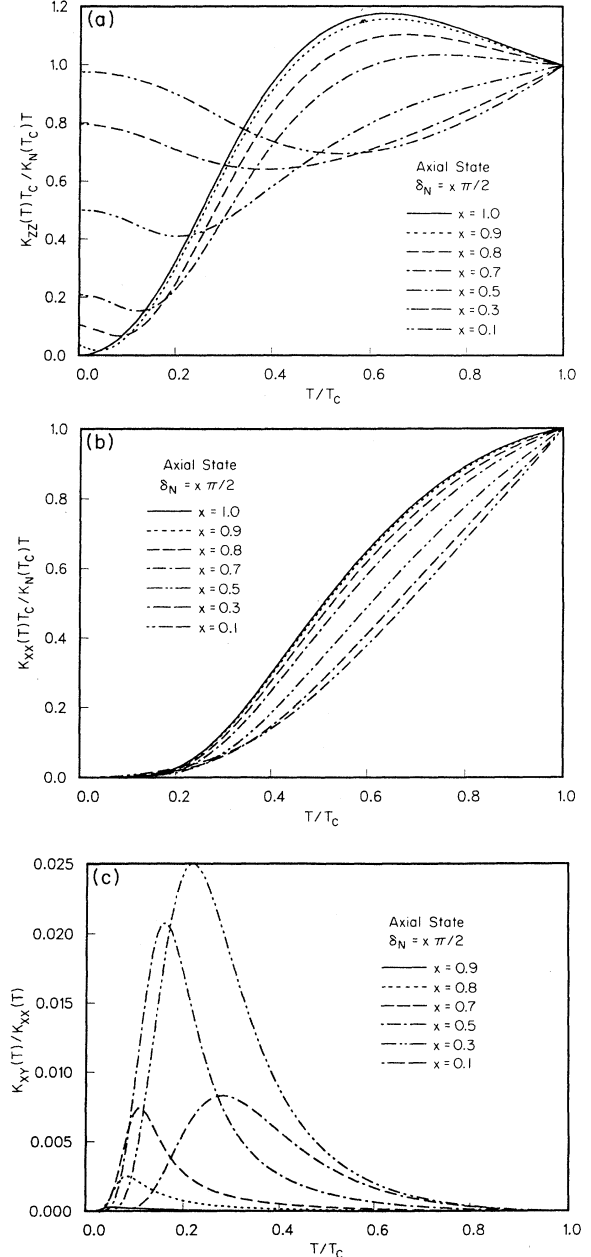 (a)
1.2
1.0
0.8
0.6
0.4
0.2
0.0
K_ZZ(T)T_C/K_N(T_C)T
Axial State
δ_N = x π/2
x = 1.0
x = 0.9
x = 0.8
x = 0.7
x = 0.5
x = 0.3
x = 0.1
0.0 0.2 0.4 0.6 0.8 1.0
T/T_C
(b)
1.0
0.8
0.6
0.4
0.2
0.0
K_XX(T)T_C/K_N(T_C)T
Axial State
δ_N = x π/2
x = 1.0
x = 0.9
x = 0.8
x = 0.7
x = 0.5
x = 0.3
x = 0.1
0.0 0.2 0.4 0.6 0.8 1.0
T/T_C
(c)
0.025
0.020
0.015
0.010
0.005
0.000
K_XY(T)/K_XX(T)
Axial State
δ_N = x π/2
x = 0.9
x = 0.8
x = 0.7
x = 0.5
x = 0.3
x = 0.1
0.0 0.2 0.4 0.6 0.8 1.0
T/T_C